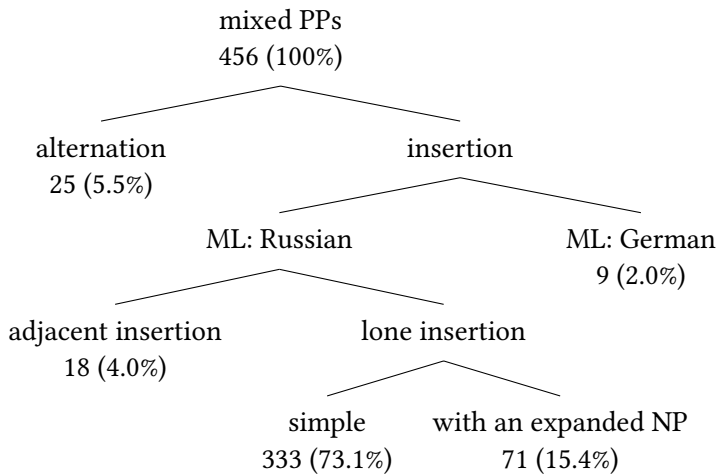 mixed PPs
456 (100%)
alternation
25 (5.5%)
insertion
ML: Russian
ML: German
9 (2.0%)
adjacent insertion
18 (4.0%)
lone insertion
simple
333 (73.1%)
with an expanded NP
71 (15.4%)